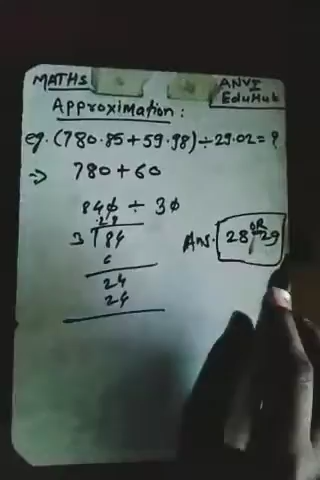 MATHS
ANVI
EduHub
Approximation :
eg. (780.85 + 59.98) ÷ 29.02 = ?
⇒ 780 + 60
840 ÷ 30
28
3 ) 84
6
24
24
Ans. 28 OR 29